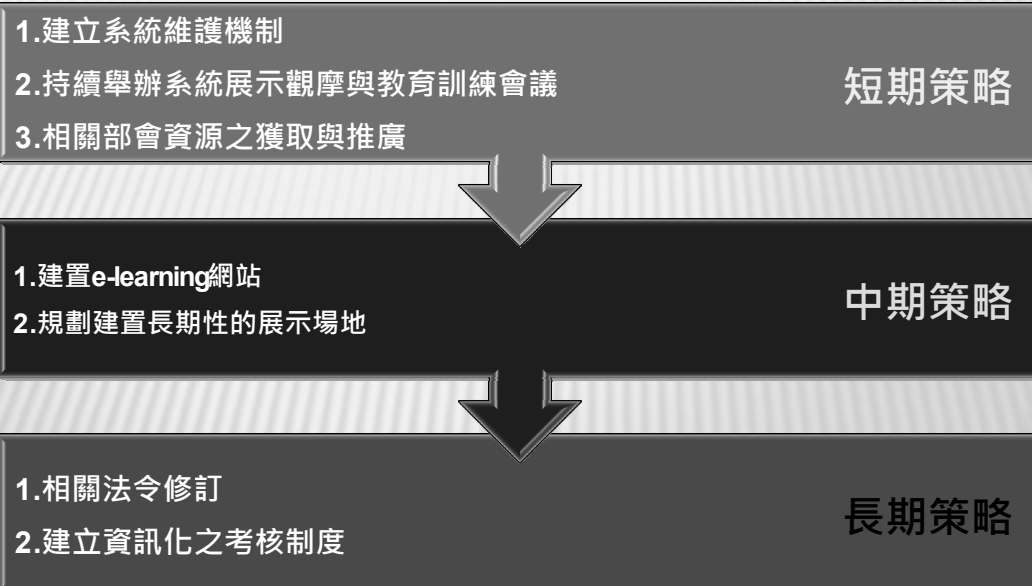 1.建立系統維護機制
2.持續舉辦系統展示觀摩與教育訓練會議
3.相關部會資源之獲取與推廣
短期策略
1.建置e-learning網站
2.規劃建置長期性的展示場地
中期策略
1.相關法令修訂
2.建立資訊化之考核制度
長期策略